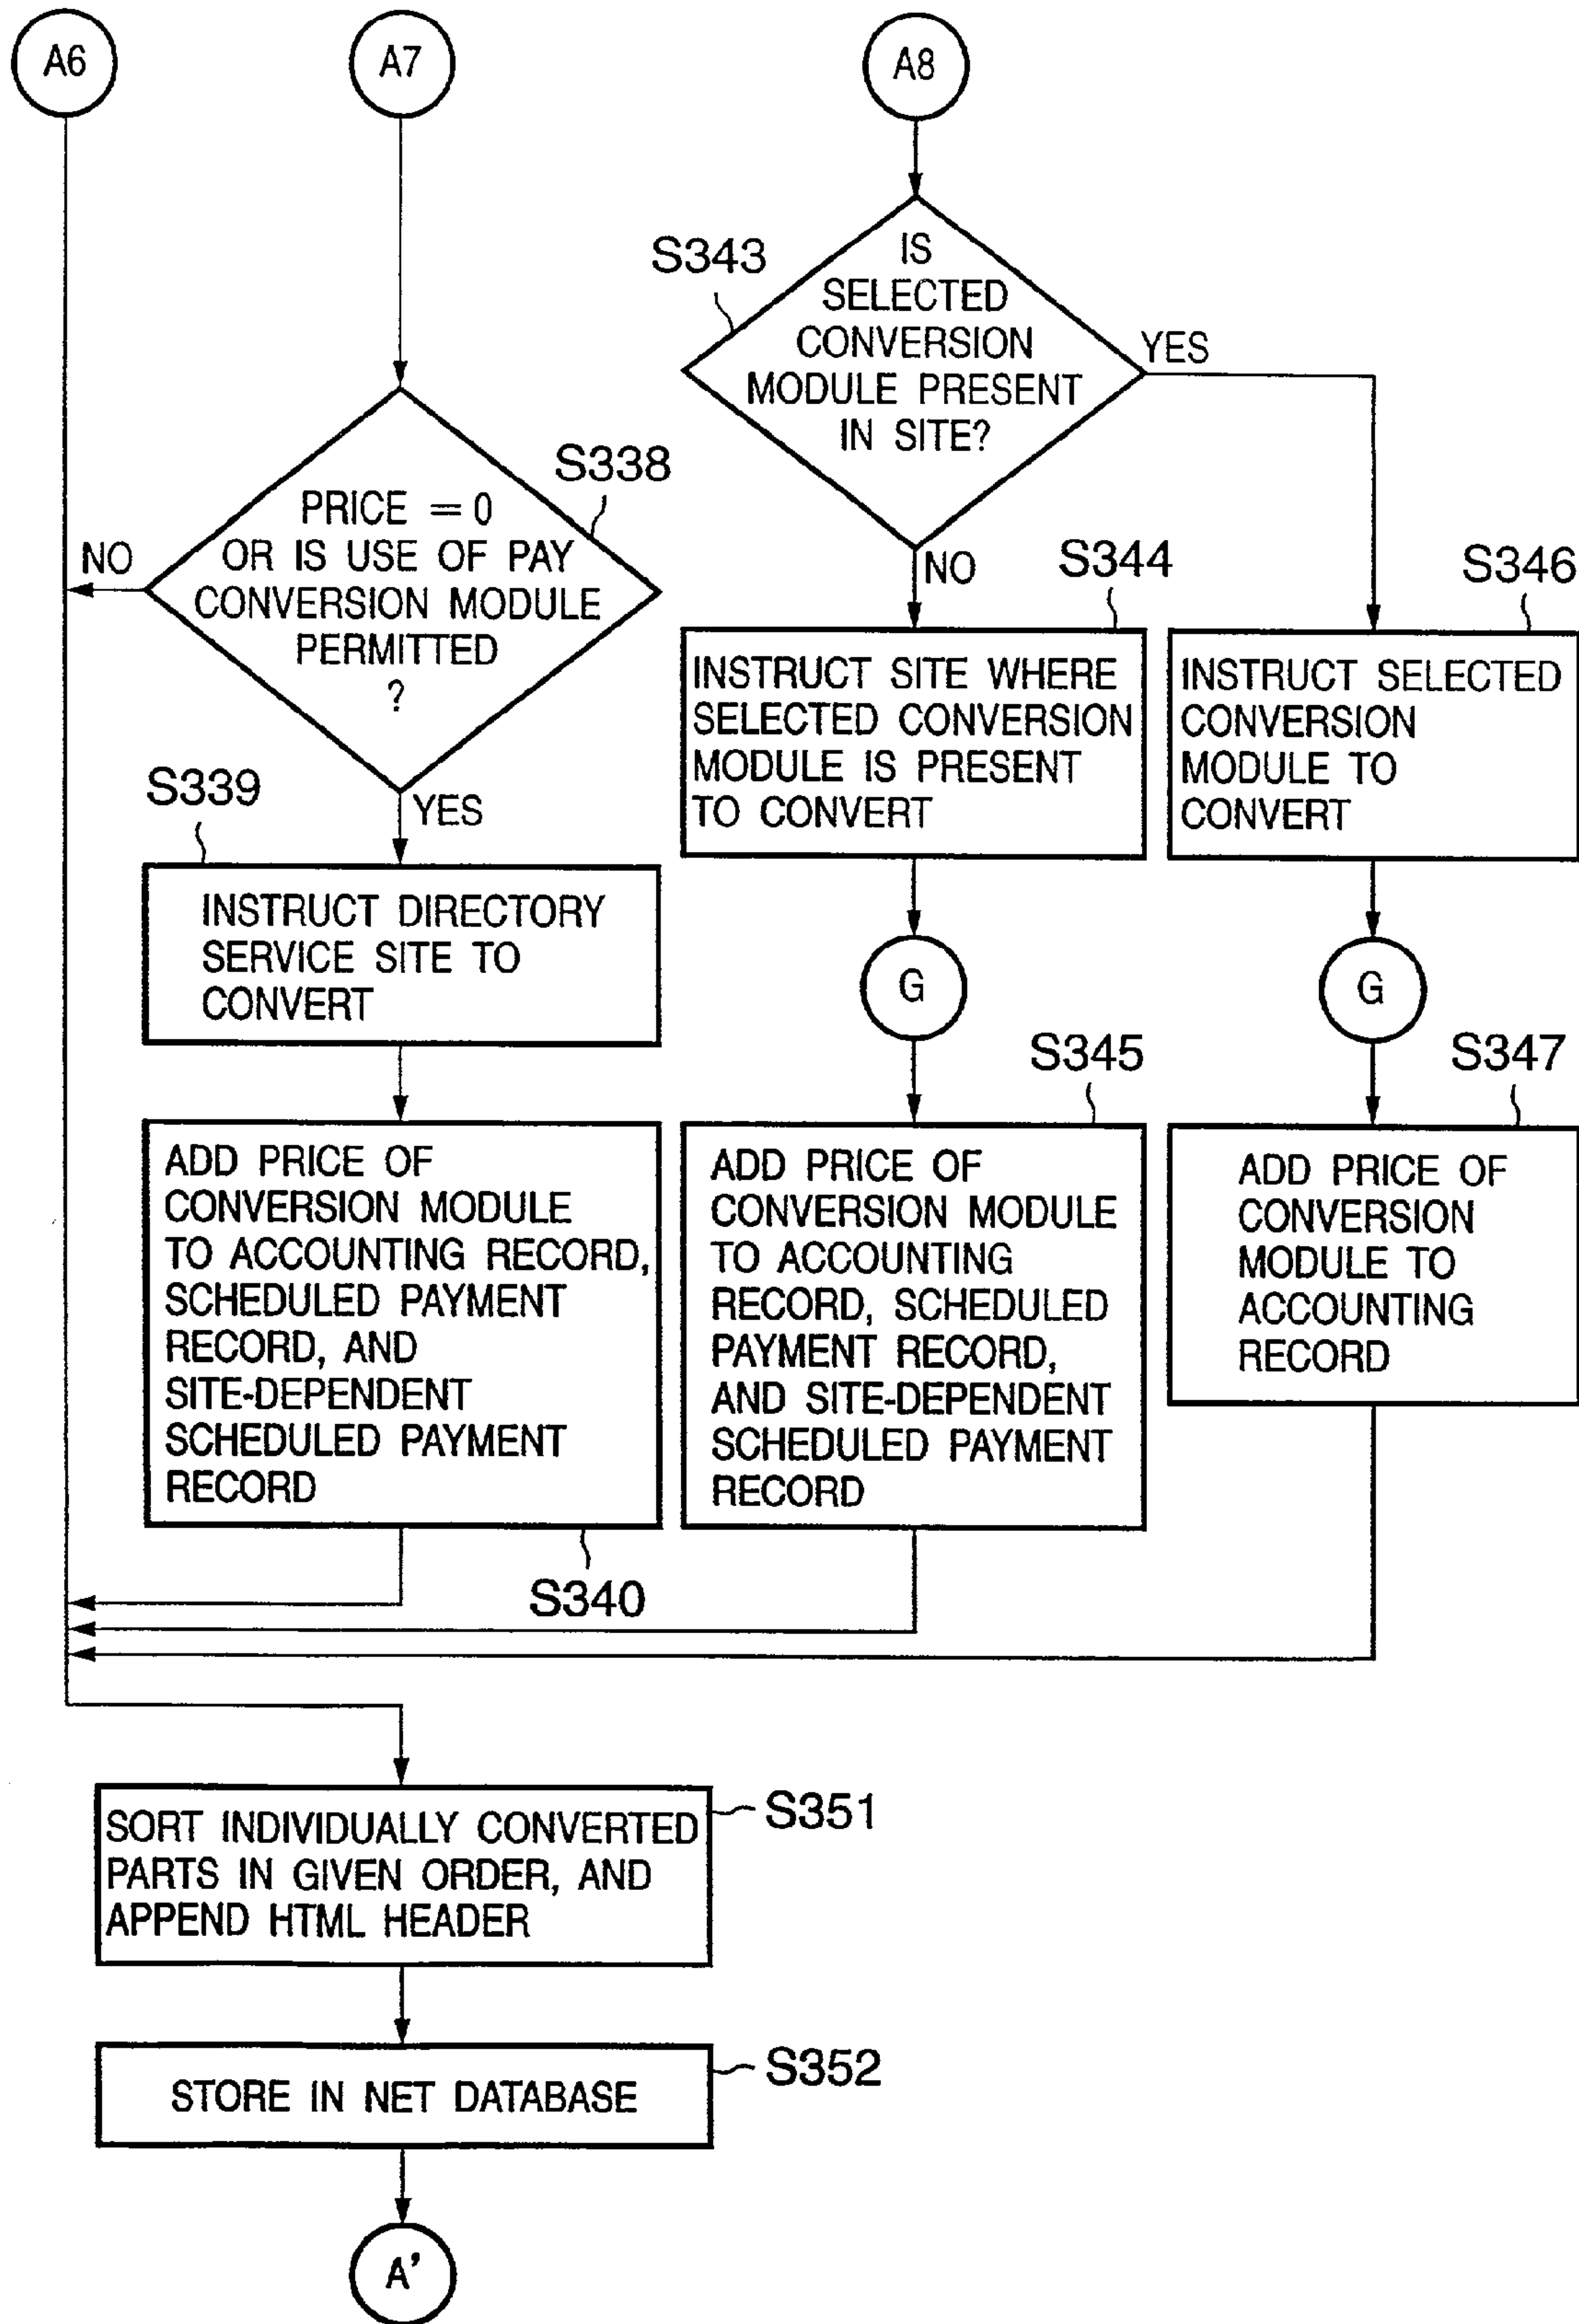 A6
A7
A8
S343
IS
SELECTED
CONVERSION
MODULE PRESENT
IN SITE?
YES
NO
S338
PRICE = 0
OR IS USE OF PAY
CONVERSION MODULE
PERMITTED
?
NO
YES
S344
INSTRUCT SITE WHERE
SELECTED CONVERSION
MODULE IS PRESENT
TO CONVERT
S346
INSTRUCT SELECTED
CONVERSION
MODULE TO
CONVERT
S339
INSTRUCT DIRECTORY
SERVICE SITE TO
CONVERT
G
G
ADD PRICE OF
CONVERSION MODULE
TO ACCOUNTING RECORD,
SCHEDULED PAYMENT
RECORD, AND
SITE-DEPENDENT
SCHEDULED PAYMENT
RECORD
S340
S345
ADD PRICE OF
CONVERSION MODULE
TO ACCOUNTING
RECORD, SCHEDULED
PAYMENT RECORD,
AND SITE-DEPENDENT
SCHEDULED PAYMENT
RECORD
S347
ADD PRICE OF
CONVERSION
MODULE TO
ACCOUNTING
RECORD
S351
SORT INDIVIDUALLY CONVERTED
PARTS IN GIVEN ORDER, AND
APPEND HTML HEADER
S352
STORE IN NET DATABASE
A'